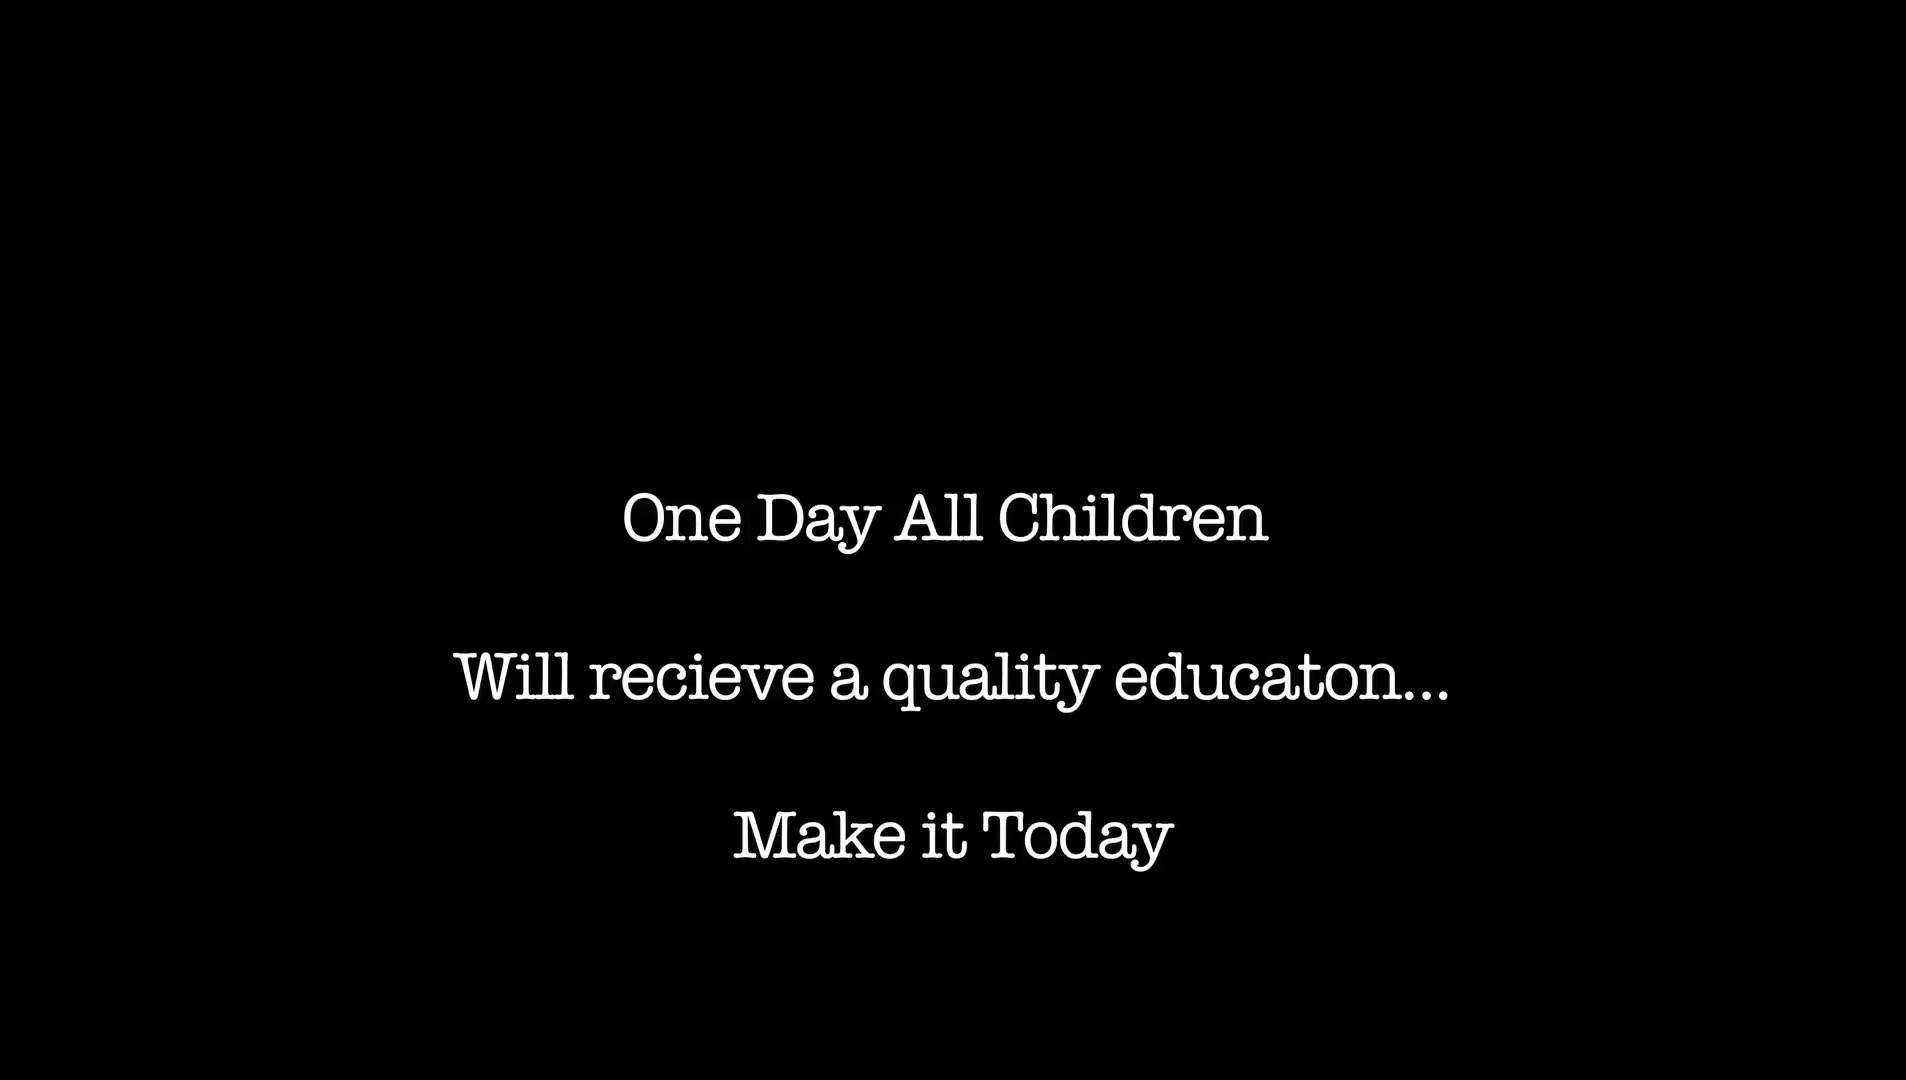 One Day All Children
Will recieve a quality educaton...
Make it Today